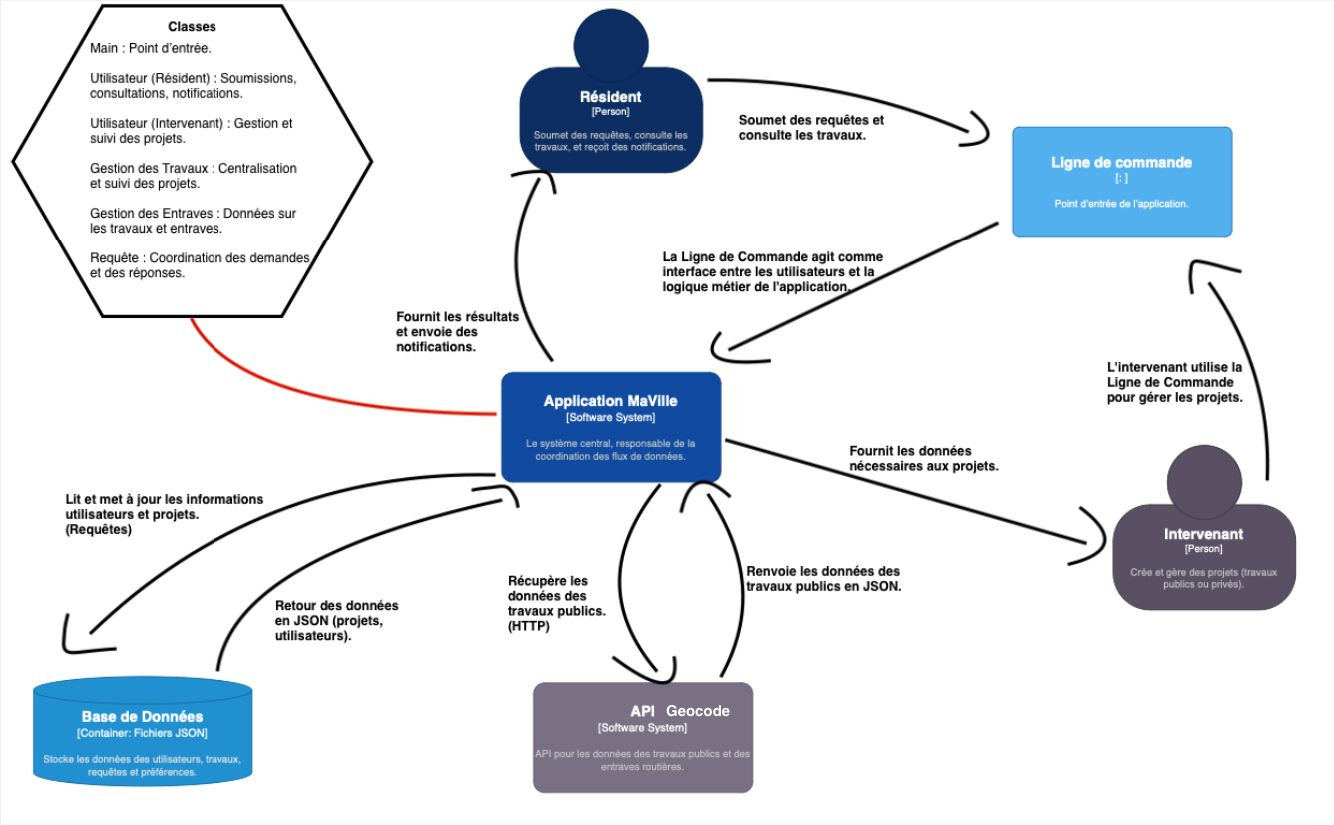 Classes
Main : Point d'entrée.
Utilisateur (Résident) : Soumissions,
consultations, notifications.
Utilisateur (Intervenant) : Gestion et
suivi des projets.
Gestion des Travaux : Centralisation
et suivi des projets.
Gestion des Entraves : Données sur
les travaux et entraves.
Requête : Coordination des demandes
et des réponses.
Résident
[Person]
Soumet des requêtes, consulte les
travaux, et reçoit des notifications.
Soumet des requêtes et
consulte les travaux.
Ligne de commande
[: ]
Point d'entrée de l'application.
La Ligne de Commande agit comme
interface entre les utilisateurs et la
logique métier de l'application.
Fournit les résultats
et envoie des
notifications.
L'intervenant utilise la
Ligne de Commande
pour gérer les projets.
Application MaVille
[Software System]
Le système central, responsable de la
coordination des flux de données.
Fournit les données
nécessaires aux projets.
Lit et met à jour les informations
utilisateurs et projets.
(Requêtes)
Intervenant
[Person]
Crée et gère des projets (travaux
publics ou privés).
Retour des données
en JSON (projets,
utilisateurs).
Récupère les
données des
travaux publics.
(HTTP)
Renvoie les données des
travaux publics en JSON.
Base de Données
[Container: Fichiers JSON]
Stocke les données des utilisateurs, travaux,
requêtes et préférences.
API Geocode
[Software System]
API pour les données des travaux publics et des
entraves routières.